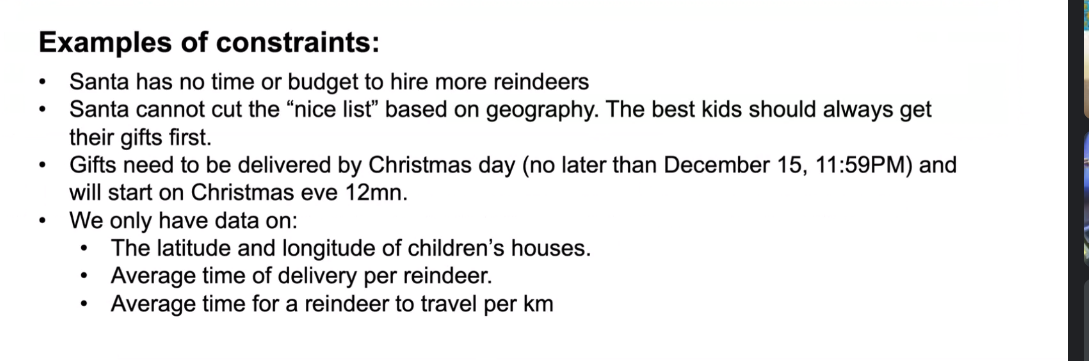 Examples of constraints:
• Santa has no time or budget to hire more reindeers
• Santa cannot cut the “nice list” based on geography. The best kids should always get
their gifts first.
• Gifts need to be delivered by Christmas day (no later than December 15, 11:59PM) and
will start on Christmas eve 12mn.
• We only have data on:
• The latitude and longitude of children’s houses.
• Average time of delivery per reindeer.
• Average time for a reindeer to travel per km